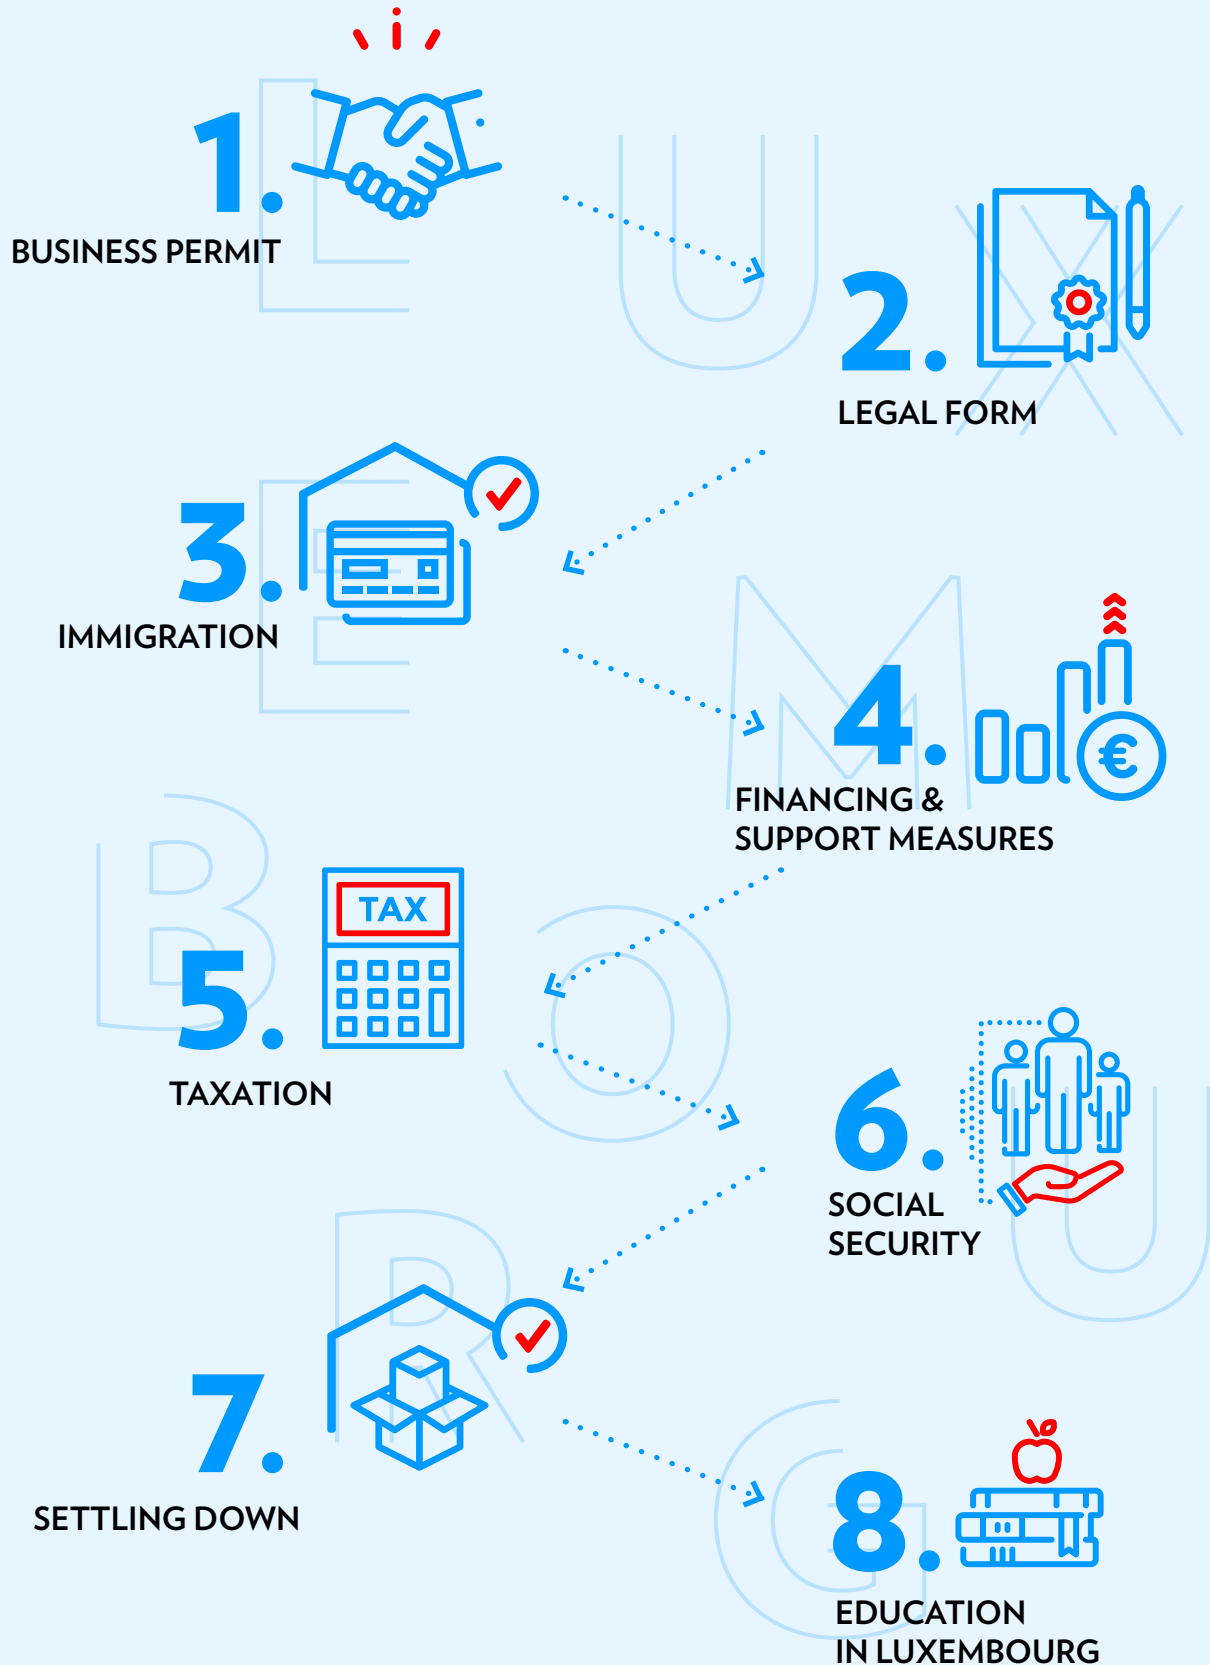 L U X
1.
BUSINESS PERMIT
2.
LEGAL FORM
E M
3.
IMMIGRATION
4.
€
FINANCING &
SUPPORT MEASURES
B O U
TAX
5.
TAXATION
6.
SOCIAL
SECURITY
R G
7.
SETTLING DOWN
8.
EDUCATION
IN LUXEMBOURG